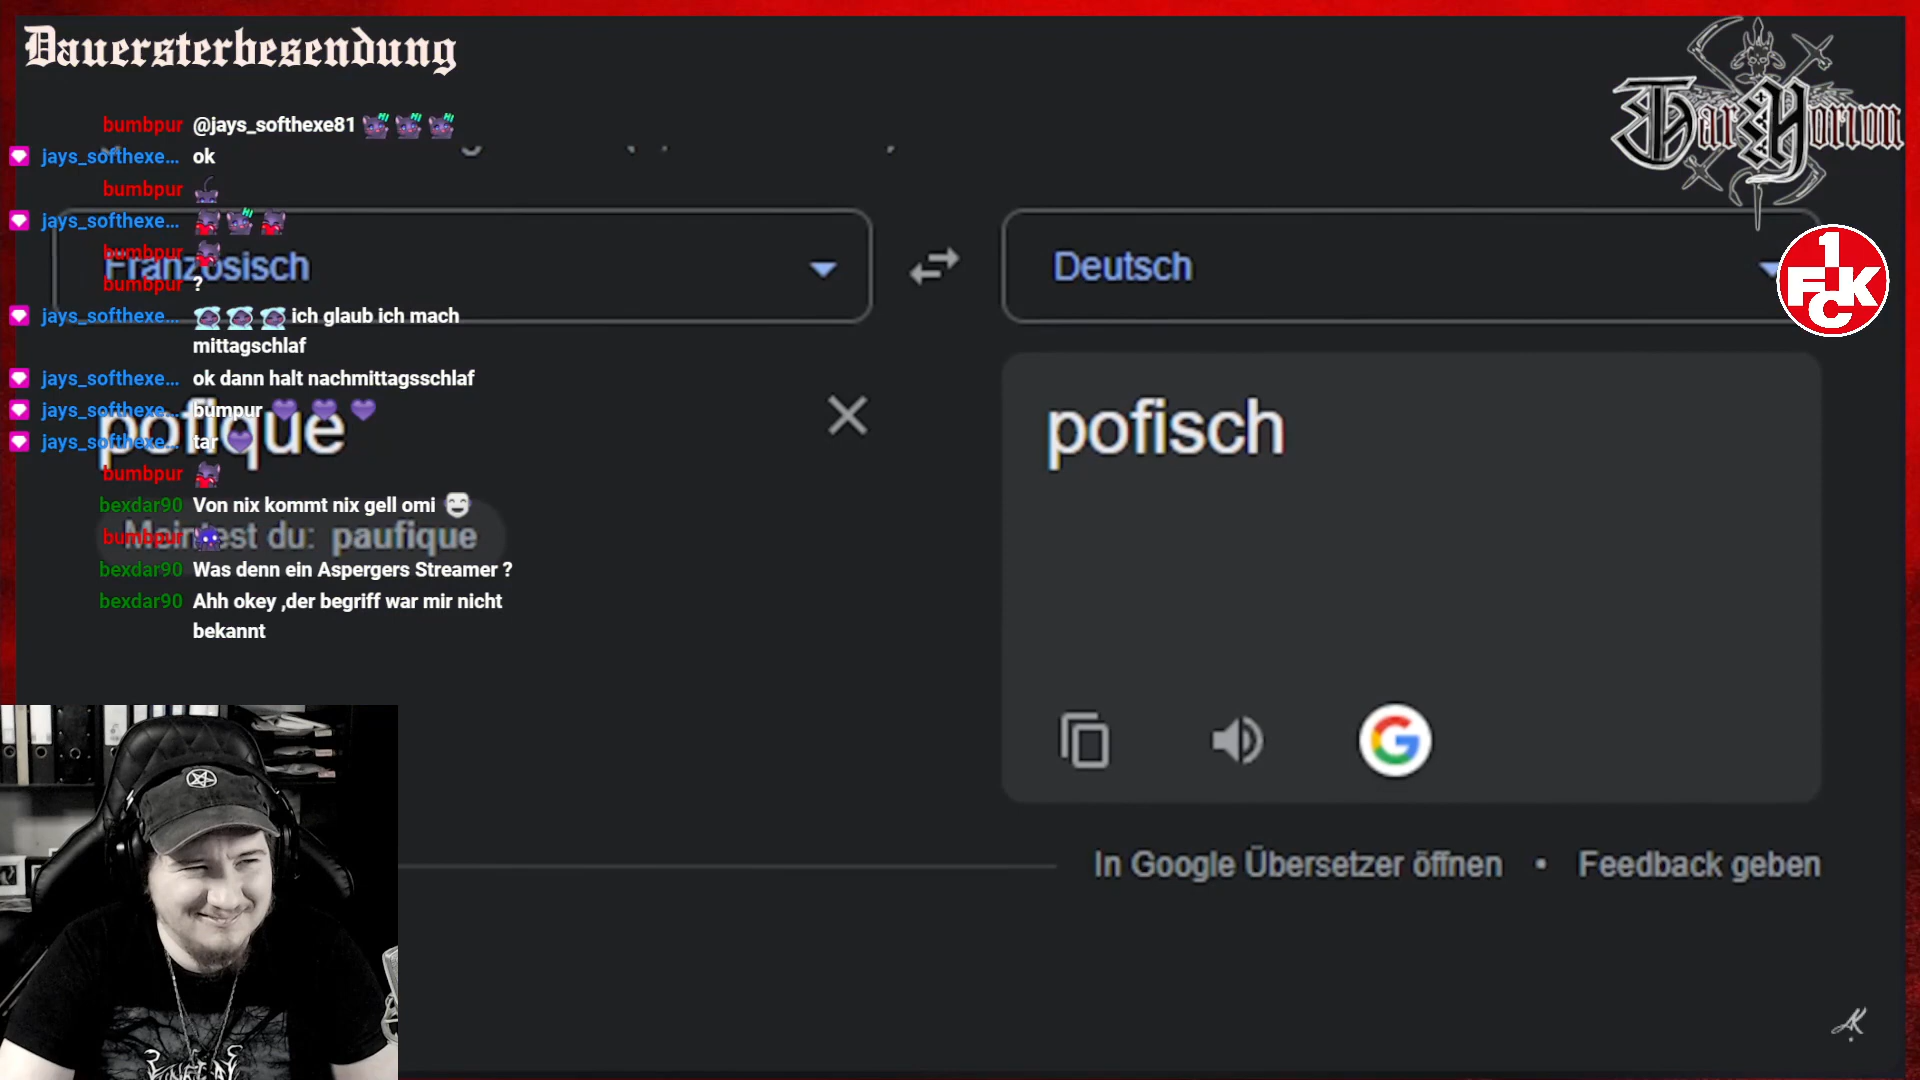 Dauersterbesendung
TarYorion
bumbpur @jays_softhexe81
jays_softhexe... ok
bumbpur
jays_softhexe...
bumbpur
Französisch
Deutsch
1 FCK
bumbpur ?
jays_softhexe... ich glaub ich mach
mittagschlaf
jays_softhexe... ok dann halt nachmittagsschlaf
jays_softhexe... bumpur
pofique
pofisch
jays_softhexe... tar
bumbpur
bexdar90 Von nix kommt nix gell omi
bumbpur
Meintest du: paufique
bexdar90 Was denn ein Aspergers Streamer ?
bexdar90 Ahh okey ,der begriff war mir nicht
bekannt
In Google Übersetzer öffnen • Feedback geben